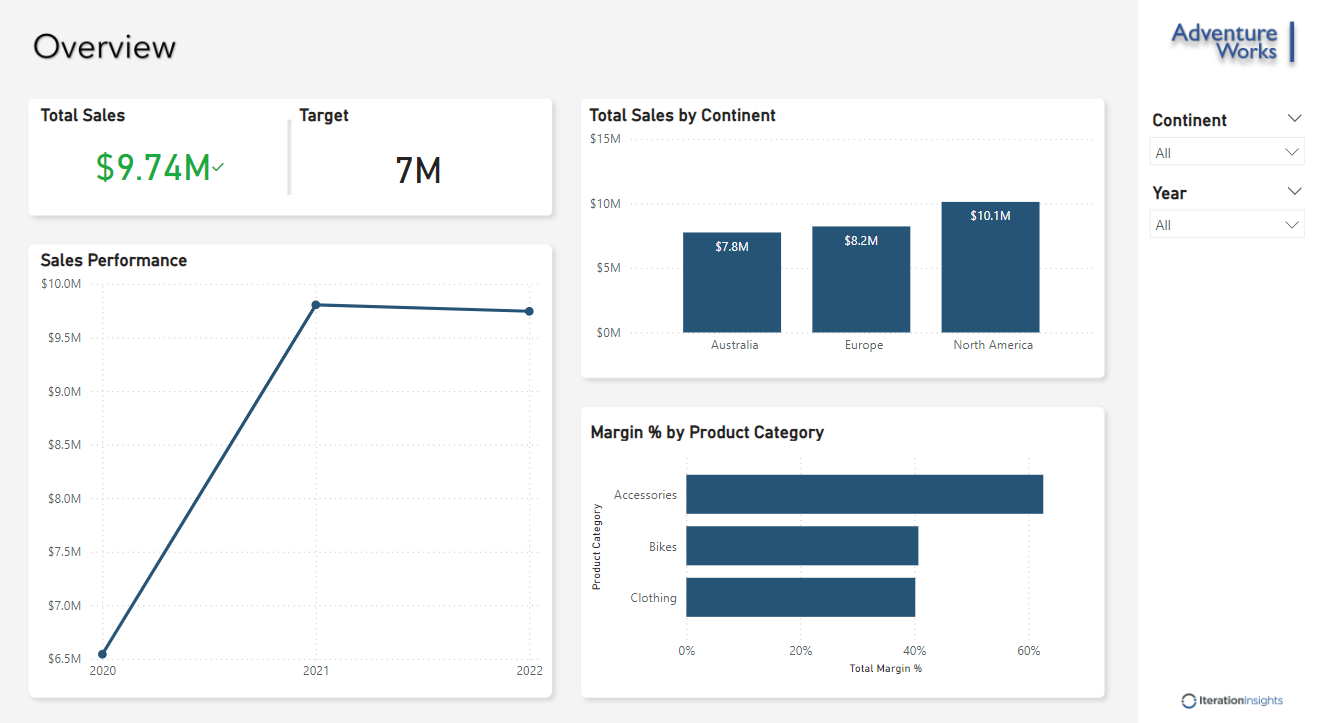 Overview
Adventure
Works
Total Sales
Target
$9.74M
7M
Sales Performance
$10.0M
$9.5M
$9.0M
$8.5M
$8.0M
$7.5M
$7.0M
$6.5M
2020 2021 2022
Total Sales by Continent
$15M
$10M
$5M
$0M
$7.8M
$8.2M
$10.1M
Australia Europe North America
Margin % by Product Category
Product Category
Accessories
Bikes
Clothing
0% 20% 40% 60%
Total Margin %
Continent
All
Year
All
IterationInsights